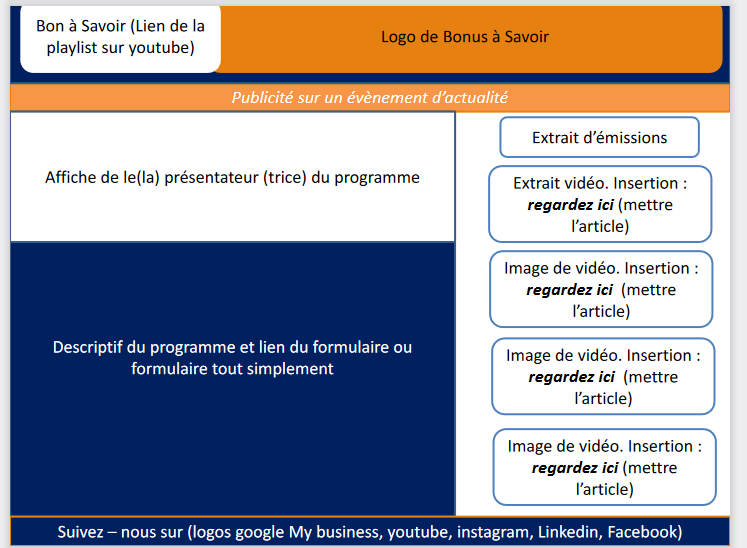 Bon à Savoir (Lien de la
playlist sur youtube)
Logo de Bonus à Savoir
Publicité sur un évènement d'actualité
Affiche de le(la) présentateur (trice) du programme
Descriptif du programme et lien du formulaire ou
formulaire tout simplement
Extrait d'émissions
Extrait vidéo. Insertion :
regardez ici (mettre
l'article)
Image de vidéo. Insertion :
regardez ici (mettre
l'article)
Image de vidéo. Insertion :
regardez ici (mettre
l'article)
Image de vidéo. Insertion :
regardez ici (mettre
l'article)
Suivez – nous sur (logos google My business, youtube, instagram, Linkedin, Facebook)